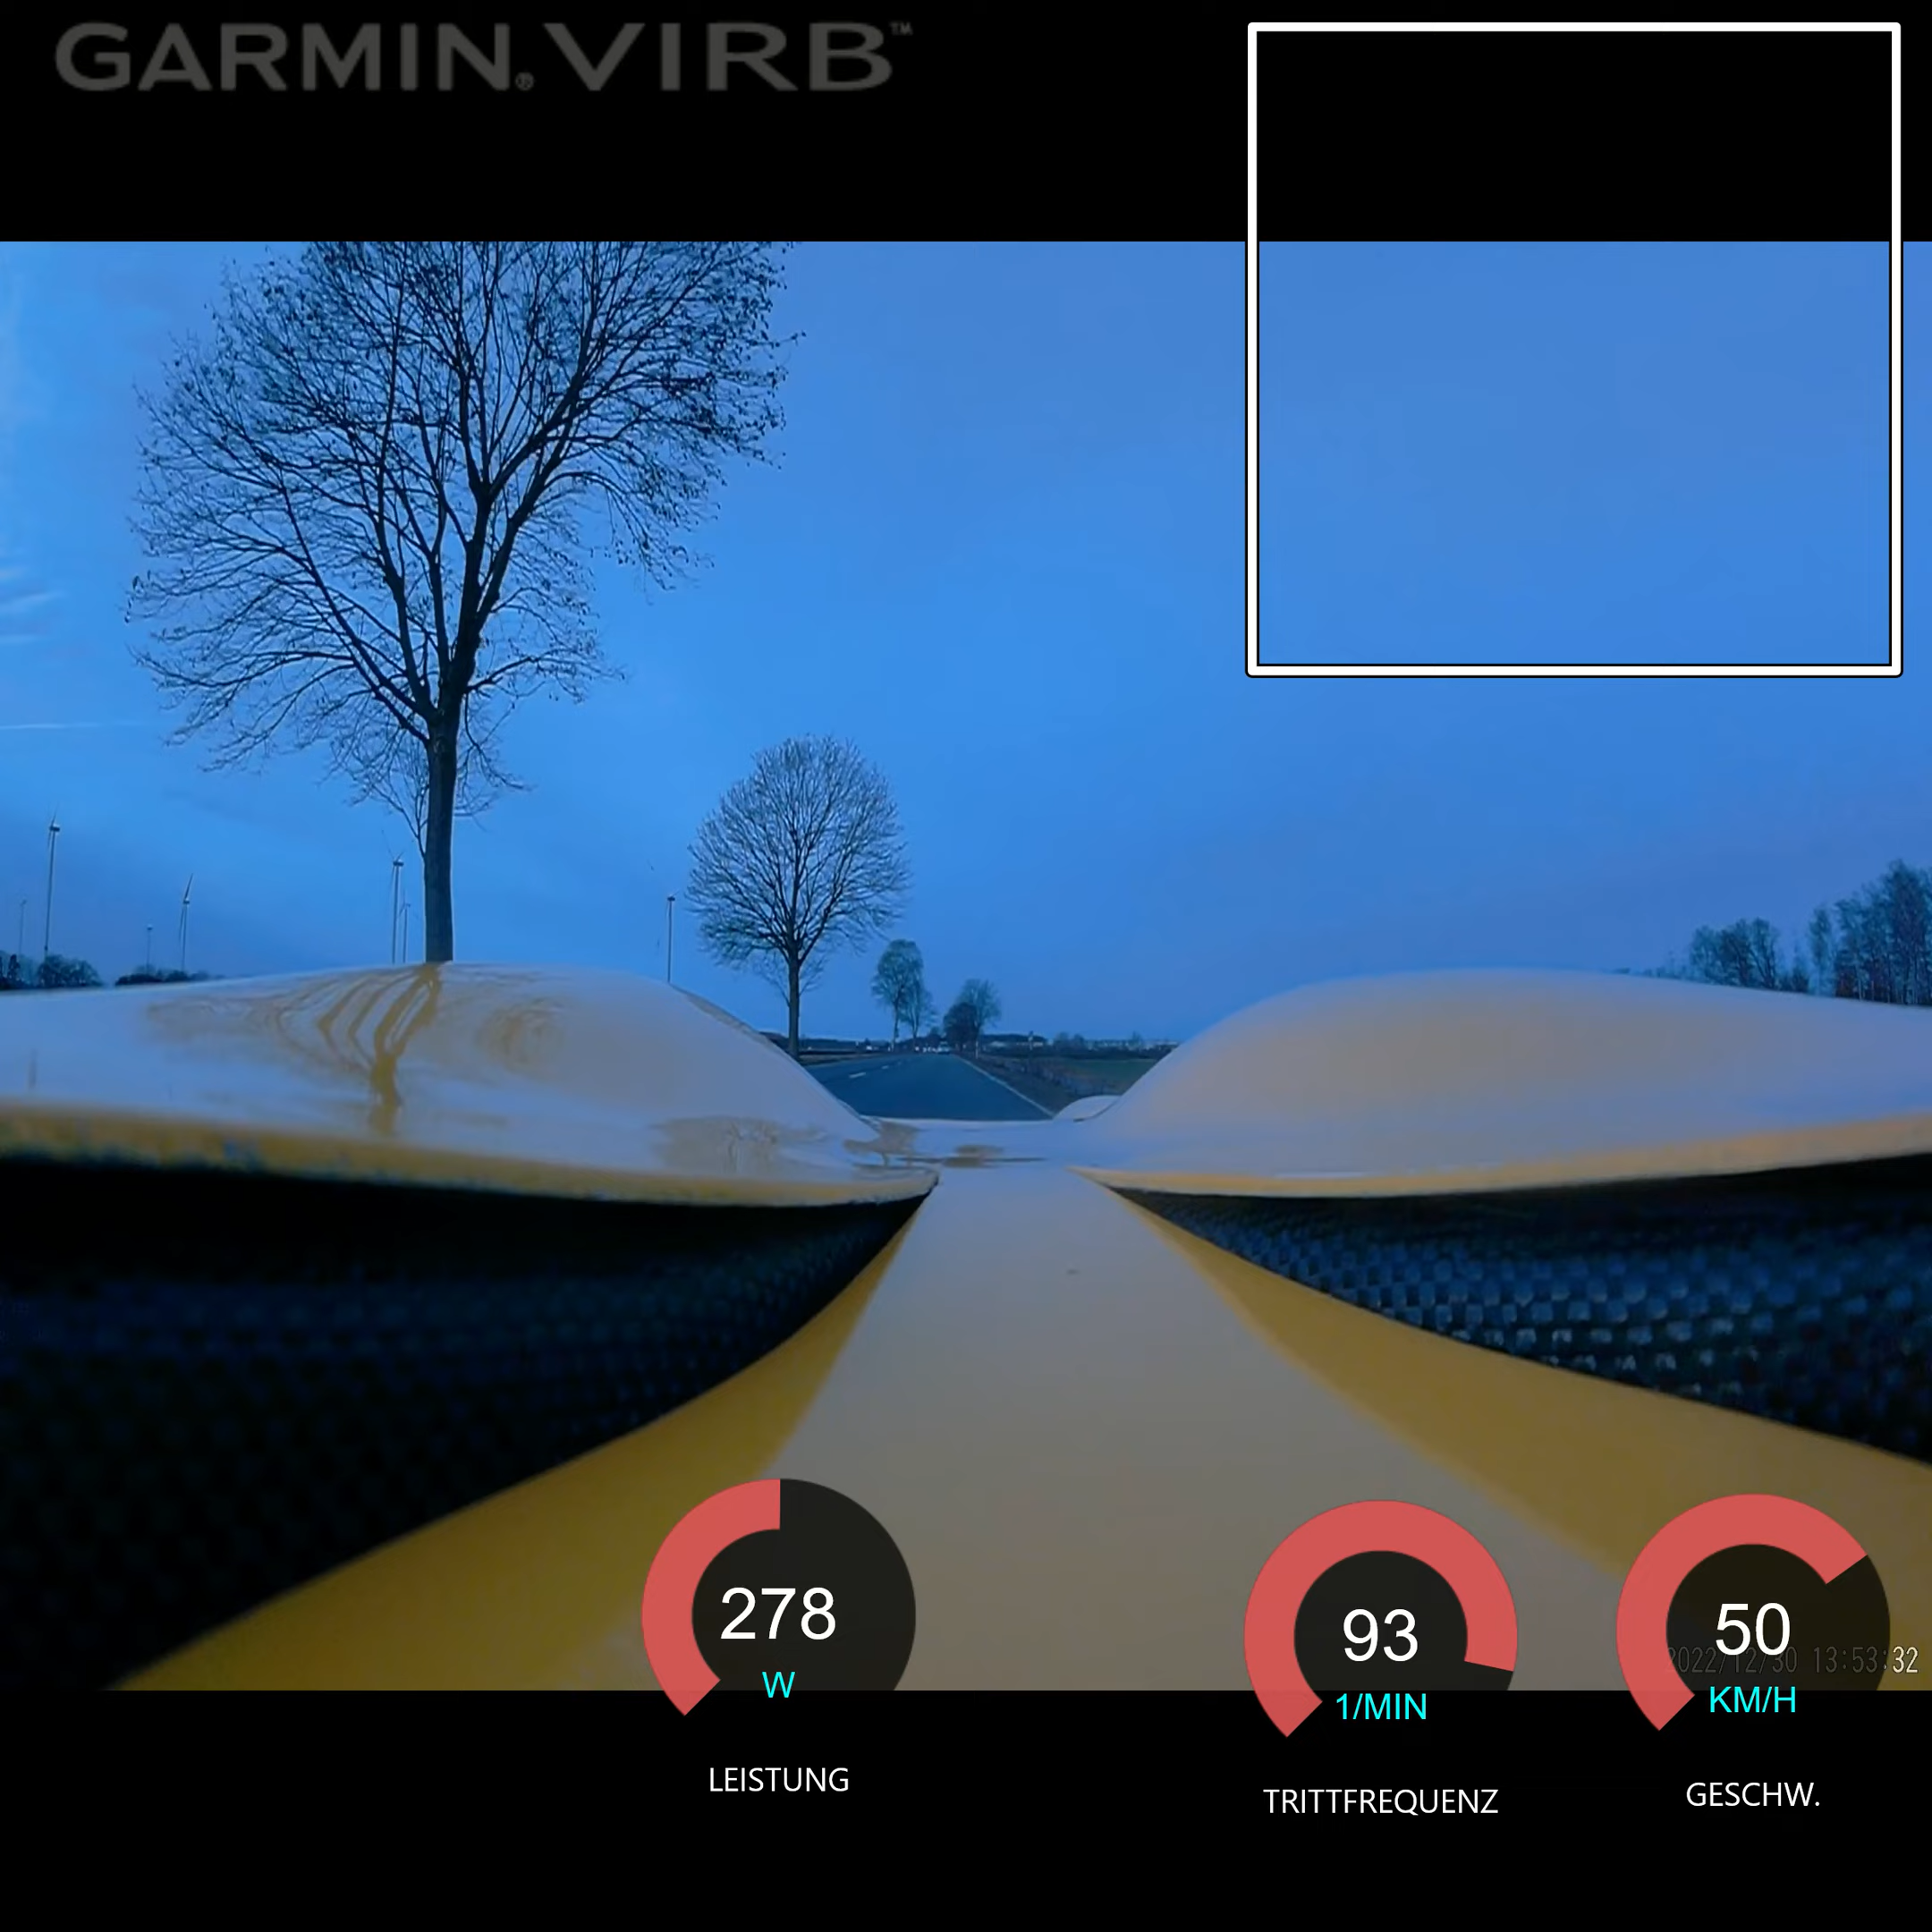 GARMIN® VIRB™
278
W
LEISTUNG
93
1/MIN
TRITTFREQUENZ
50
KM/H
GESCHW.
2022/12/30 13:53:32